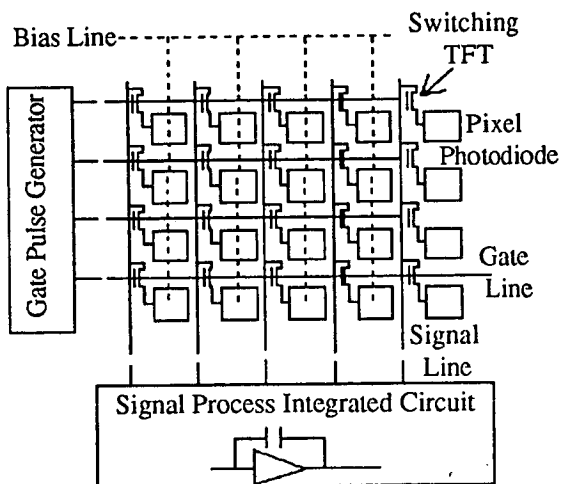 Bias Line
Switching
TFT
Gate Pulse Generator
Pixel
Photodiode
Gate
Line
Signal
Line
Signal Process Integrated Circuit